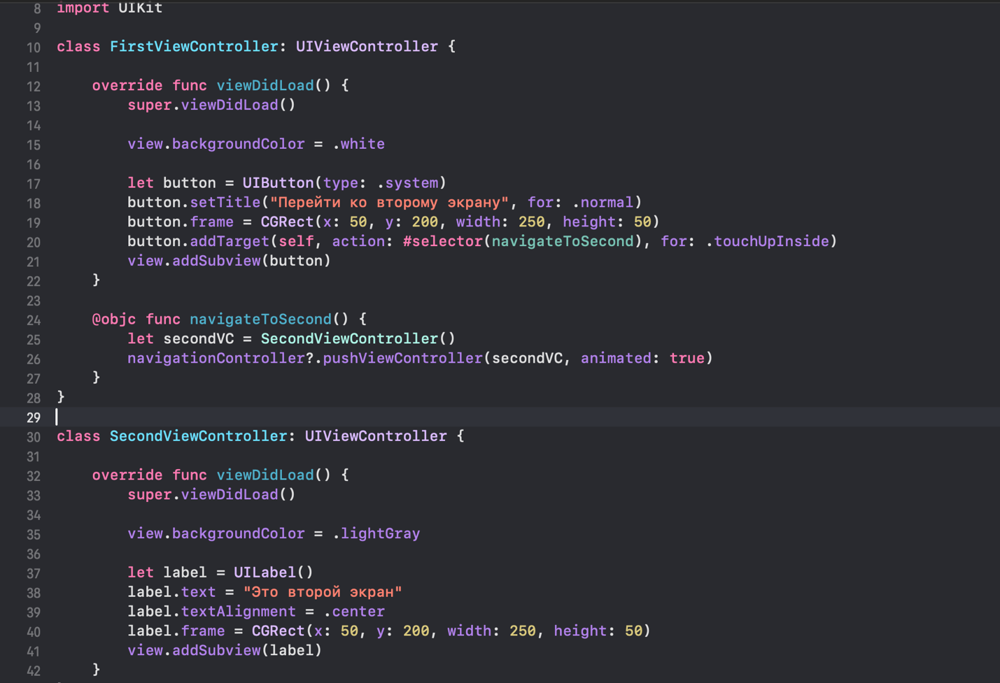 8 import UIKit
9
10 class FirstViewController: UIViewController {
11
12     override func viewDidLoad() {
13         super.viewDidLoad()
14
15         view.backgroundColor = .white
16
17         let button = UIButton(type: .system)
18         button.setTitle("Перейти ко второму экрану", for: .normal)
19         button.frame = CGRect(x: 50, y: 200, width: 250, height: 50)
20         button.addTarget(self, action: #selector(navigateToSecond), for: .touchUpInside)
21         view.addSubview(button)
22     }
23
24     @objc func navigateToSecond() {
25         let secondVC = SecondViewController()
26         navigationController?.pushViewController(secondVC, animated: true)
27     }
28 }
29
30 class SecondViewController: UIViewController {
31
32     override func viewDidLoad() {
33         super.viewDidLoad()
34
35         view.backgroundColor = .lightGray
36
37         let label = UILabel()
38         label.text = "Это второй экран"
39         label.textAlignment = .center
40         label.frame = CGRect(x: 50, y: 200, width: 250, height: 50)
41         view.addSubview(label)
42     }